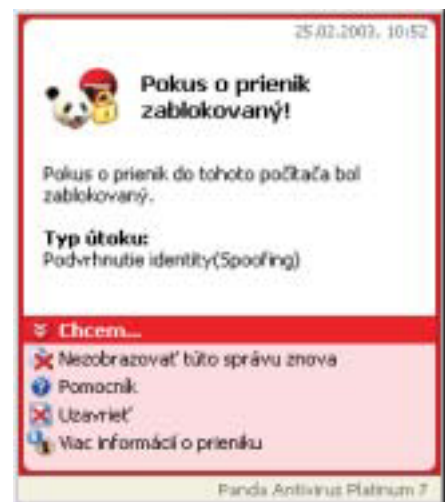 25.02.2003, 10:52
Pokus o prienik
zablokovaný!
Pokus o prienik do tohoto počítača bol
zablokovaný.
Typ útoku:
Podvrhnutie identity(Spoofing)
Chcem...
Nezobrazovať túto správu znova
Pomocník
Uzavrieť
Viac informácií o prieniku
Panda Antivirus Platinum 7